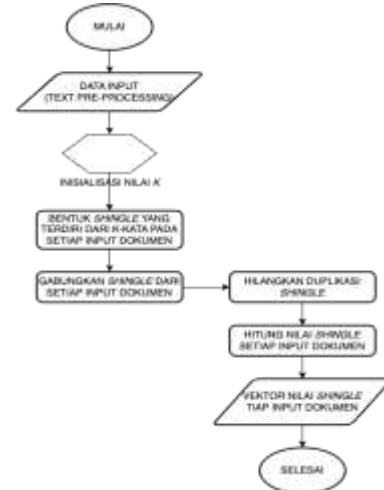 MULAI
DATA INPUT
(TEXT PRE-PROCESSING)
INISIALISASI NILAI K
BENTUK SHINGLE YANG
TERDIRI DARI K-KATA PADA
SETIAP INPUT DOKUMEN
GABUNGKAN SHINGLE DARI
SETIAP INPUT DOKUMEN
HILANGKAN DUPLIKASI
SHINGLE
HITUNG NILAI SHINGLE
SETIAP INPUT DOKUMEN
VEKTOR NILAI SHINGLE
TIAP INPUT DOKUMEN
SELESAI